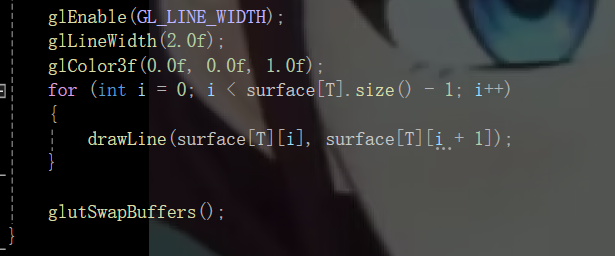 glEnable(GL_LINE_WIDTH);
glLineWidth(2.0f);
glColor3f(0.0f, 0.0f, 1.0f);
for (int i = 0; i < surface[T].size() - 1; i++)
{
drawLine(surface[T][i], surface[T][i + 1]);
}
glutSwapBuffers();
}